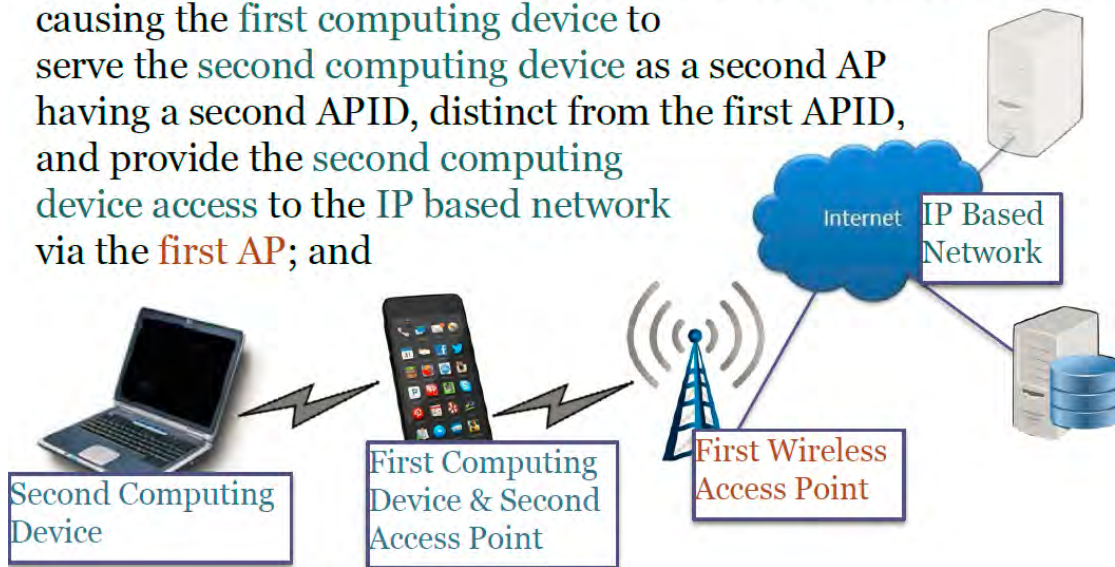 causing the first computing device to
serve the second computing device as a second AP
having a second APID, distinct from the first APID,
and provide the second computing
device access to the IP based network
via the first AP; and
Internet
IP Based
Network
Second Computing
Device
First Computing
Device & Second
Access Point
First Wireless
Access Point